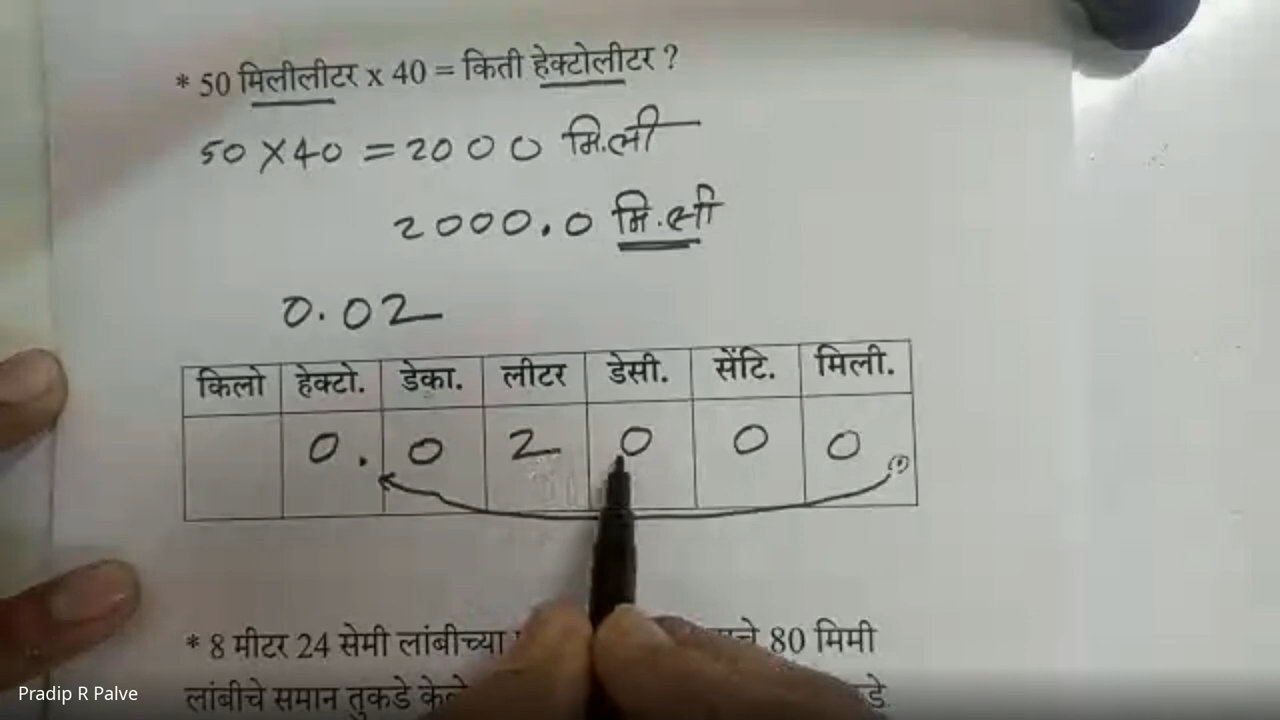 * 50 मिलीलीटर x 40 = किती हेक्टोलीटर ?
50 X 40 = 2000 मि.ली
2000.0 मि.ली
0.02
किलो हेक्टो. डेका. लीटर डेसी. सेंटि. मिली.
0. 0 2 0 0 0
* 8 मीटर 24 सेमी लांबीच्या 80 मिमी
लांबीचे समान तुकडे केले
Pradip R Palve